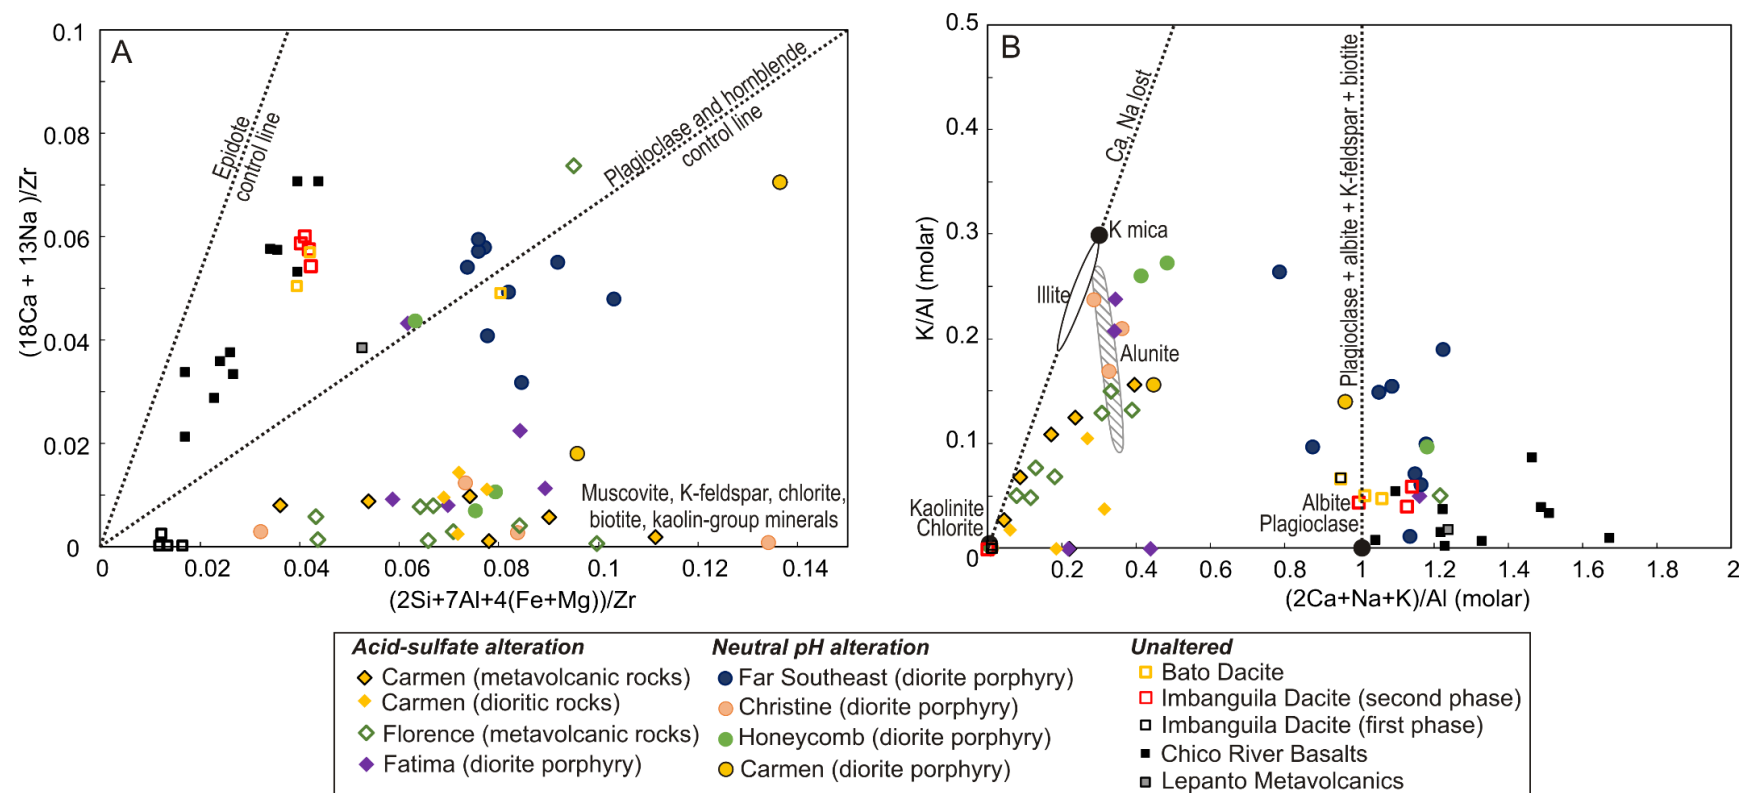 A
0.1
0.08
0.06
0.04
0.02
0
(18Ca + 13Na )/Zr
Epidote
control line
Plagioclase and hornblende
control line
Muscovite, K-feldspar, chlorite,
biotite, kaolin-group minerals
0 0.02 0.04 0.06 0.08 0.1 0.12 0.14
(2Si+7Al+4(Fe+Mg))/Zr
B
0.5
0.4
0.3
0.2
0.1
0
K/Al (molar)
Ca, Na lost
K mica
Illite
Alunite
Kaolinite
Chlorite
Plagioclase + albite + K-feldspar + biotite
Albite
Plagioclase
0.2 0.4 0.6 0.8 1 1.2 1.4 1.6 1.8 2
(2Ca+Na+K)/Al (molar)
Acid-sulfate alteration
Carmen (metavolcanic rocks)
Carmen (dioritic rocks)
Florence (metavolcanic rocks)
Fatima (diorite porphyry)
Neutral pH alteration
Far Southeast (diorite porphyry)
Christine (diorite porphyry)
Honeycomb (diorite porphyry)
Carmen (diorite porphyry)
Unaltered
Bato Dacite
Imbanguila Dacite (second phase)
Imbanguila Dacite (first phase)
Chico River Basalts
Lepanto Metavolcanics